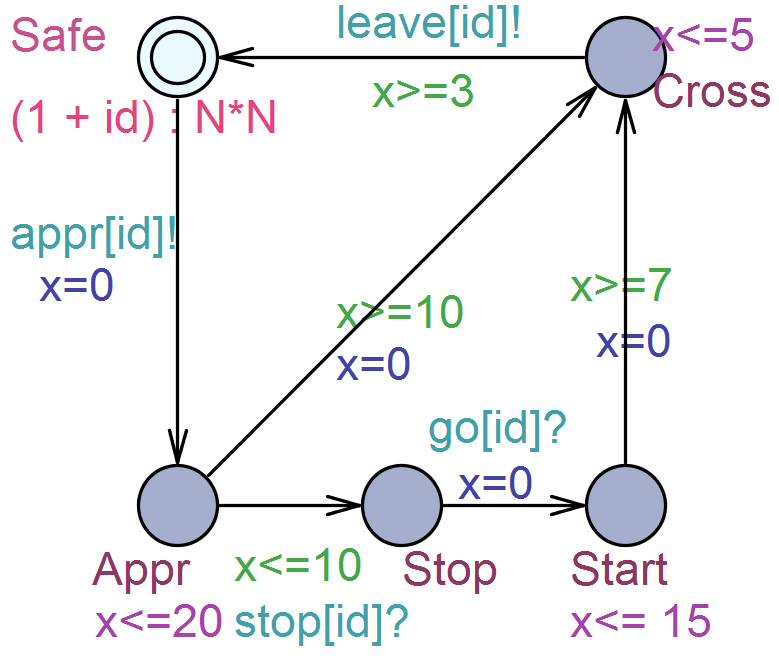 Safe
leave[id]!
x<=5
x>=3
Cross
(1 + id) : N*N
appr[id]!
x=0
x>=10
x=0
x>=7
x=0
go[id]?
x=0
Appr
x<=10
Stop
Start
x<=20
stop[id]?
x<= 15